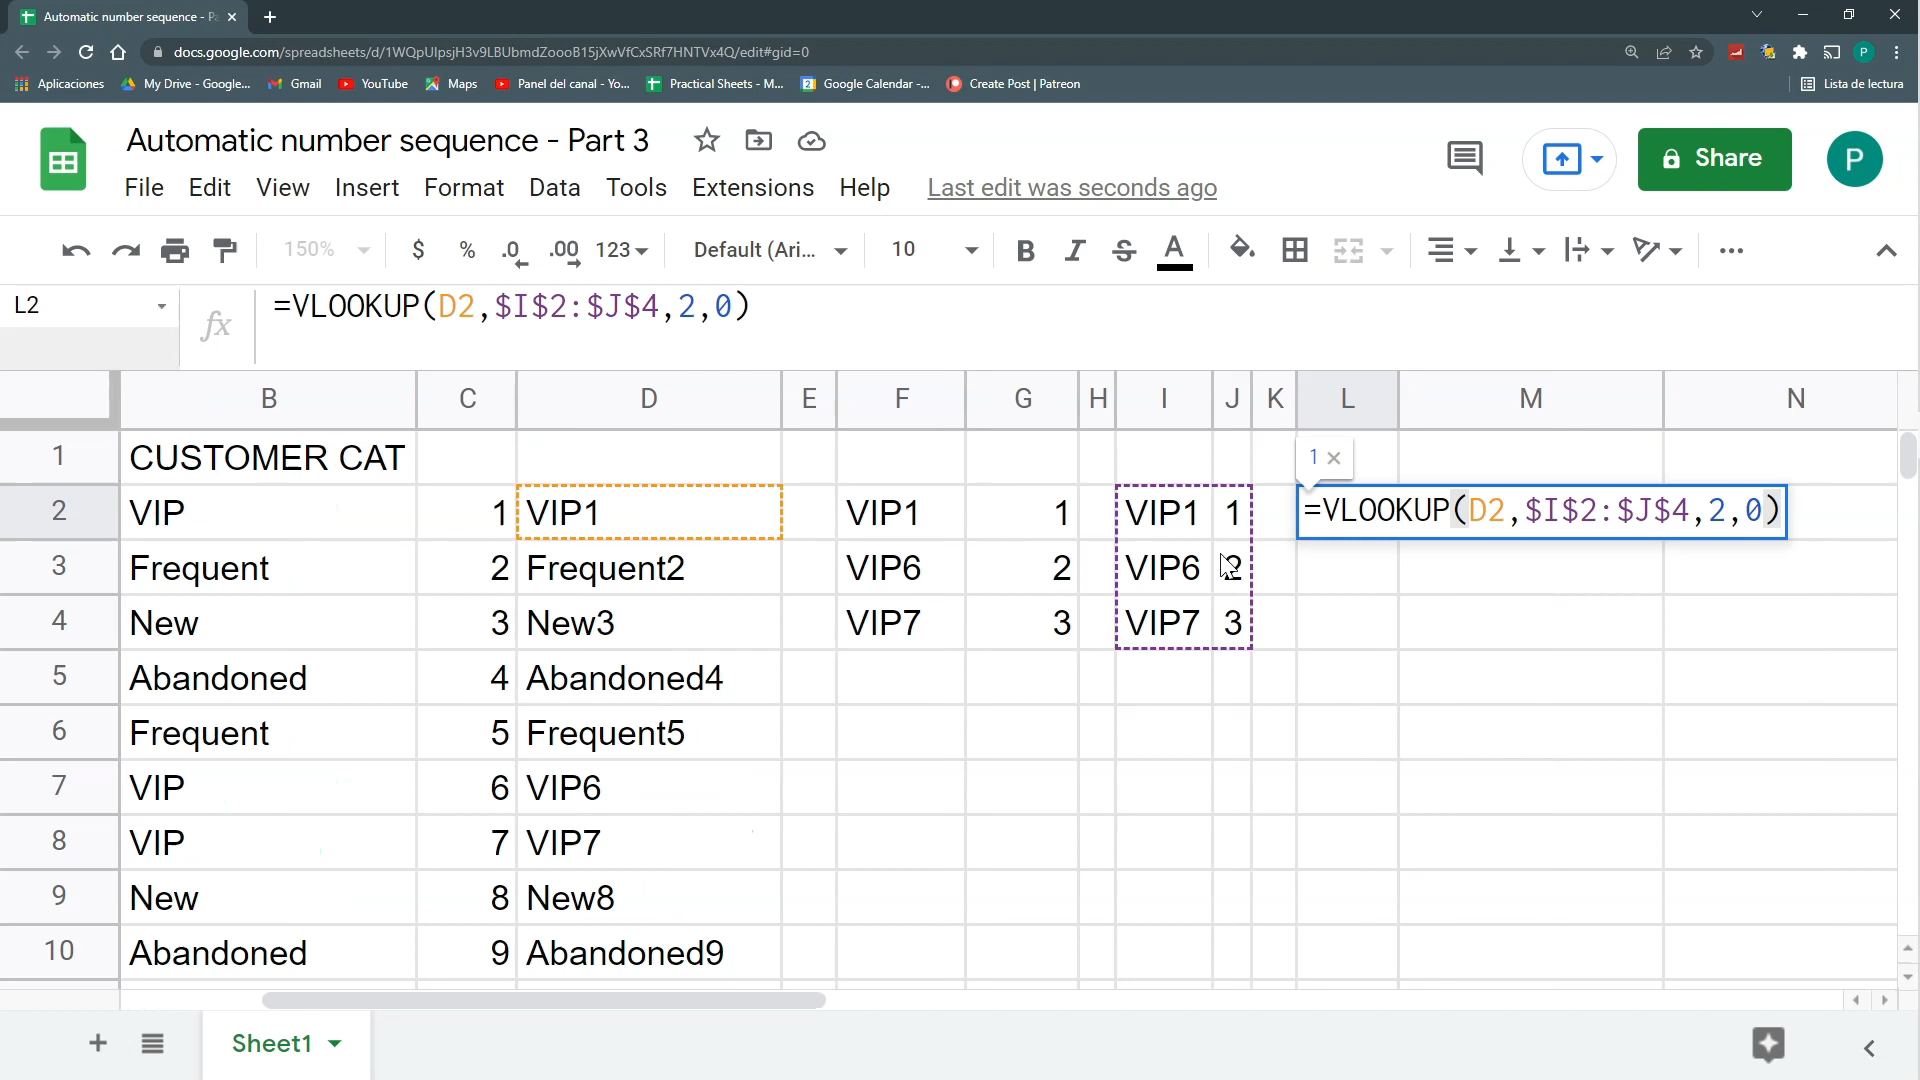 Automatic number sequence - Pa
docs.google.com/spreadsheets/d/1WQpUIpsjH3v9LBUbmdZoooB15jXwVfCxSRf7HNTVx4Q/edit#gid=0
P
Aplicaciones My Drive - Google... Gmail YouTube Maps Panel del canal - Yo... Practical Sheets - M... 2 Google Calendar -... Create Post | Patreon Lista de lectura
Automatic number sequence - Part 3
Share
P
File Edit View Insert Format Data Tools Extensions Help Last edit was seconds ago
150% $ % .0 .00 123 Default (Ari... 10 B I S A
L2 fx =VLOOKUP(D2,$I$2:$J$4,2,0)
B C D E F G H I J K L M N
1 CUSTOMER CAT 1 ×
2 VIP 1 VIP1 VIP1 1 VIP1 1 =VLOOKUP(D2,$I$2:$J$4,2,0)
3 Frequent 2 Frequent2 VIP6 2 VIP6 2
4 New 3 New3 VIP7 3 VIP7 3
5 Abandoned 4 Abandoned4
6 Frequent 5 Frequent5
7 VIP 6 VIP6
8 VIP 7 VIP7
9 New 8 New8
10 Abandoned 9 Abandoned9
Sheet1